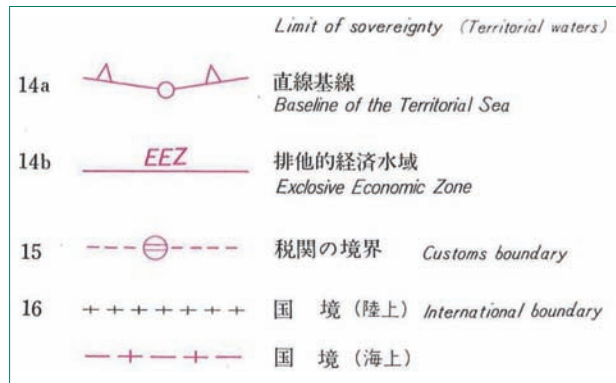 Limit of sovereignty (Territorial waters)
14a 直線基線
Baseline of the Territorial Sea
14b EEZ 排他的経済水域
Exclosive Economic Zone
15 税関の境界 Customs boundary
16 国 境 (陸上) International boundary
国 境 (海上)